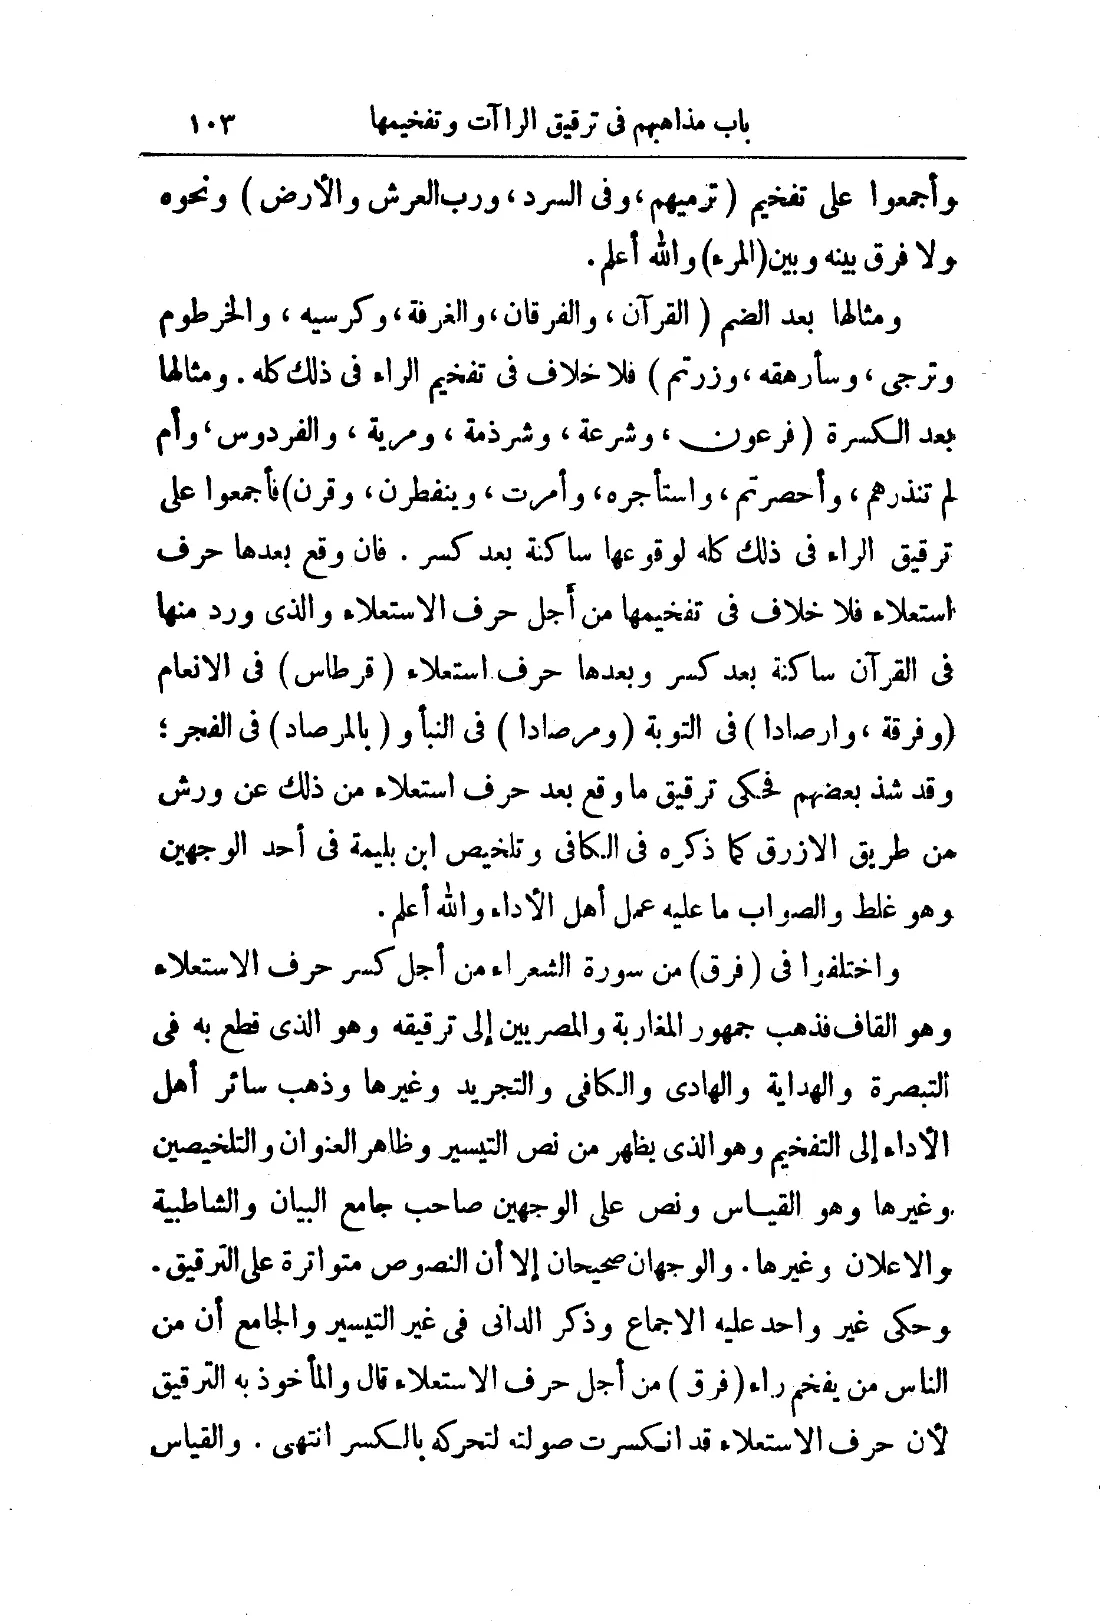 باب مذاهبهم فى ترقيق الراآت وتفخيمها ١٠٣
وأجمعوا على تفخيم ( ترميهم ، وفى السرد ، ورب العرش والأرض ) ونحوه
ولا فرق بينه وبين (المرء) والله أعلم .
ومثالها بعد الضم ( القرآن ، والفرقان ، والغرفة ، وكرسيه ، والخرطوم
وترجى ، وسأرهقه ، وزرتم ) فلا خلاف فى تفخيم الراء فى ذلك كله . ومثالها
بعد الكسرة ( فرعون ، وشرعة ، وشرذمة ، ومرية ، والفردوس ، وأم
لم تنذرهم ، وأحصرتم ، واستأجره ، وأمرت ، وينفطرن ، وقرن) فأجمعوا على
ترقيق الراء فى ذلك كله لوقوعها ساكنة بعد كسر . فان وقع بعدها حرف
استعلاء فلا خلاف فى تفخيمها من أجل حرف الاستعلاء والذى ورد منها
فى القرآن ساكنة بعد كسر وبعدها حرف استعلاء ( قرطاس ) فى الانعام
(وفرقة ، وارصادا ) فى التوبة (ومرصادا ) فى النبأ و ( بالمرصاد) فى الفجر ؛
وقد شذ بعضهم فحكى ترقيق ما وقع بعد حرف استعلاء من ذلك عن ورش
من طريق الازرق كما ذكره فى الكافى وتلخيص ابن بليمة فى أحد الوجهين
وهو غلط والصواب ما عليه عمل أهل الأداء والله أعلم .
واختلفوا فى ( فرق) من سورة الشعراء من أجل كسر حرف الاستعلاء
وهو القاف فذهب جمهور المغاربة والمصريين إلى ترقيقه وهو الذى قطع به فى
التبصرة والهداية والهادى والكافى والتجريد وغيرها وذهب سائر أهل
الأداء إلى التفخيم وهو الذى يظهر من نص التيسير وظاهر العنوان والتلخيصين
وغيرها وهو القياس ونص على الوجهين صاحب جامع البيان والشاطبية
والاعلان وغيرها . والوجهان صحيحان إلا أن النصوص متواترة على الترقيق .
وحكى غير واحد عليه الاجماع وذكر الدانى فى غير التيسير والجامع أن من
الناس من يفخم راء ( فرق ) من أجل حرف الاستعلاء قال والمأخوذ به الترقيق
لأن حرف الاستعلاء قد انكسرت صولته لتحركه بالكسر انتهى . والقياس